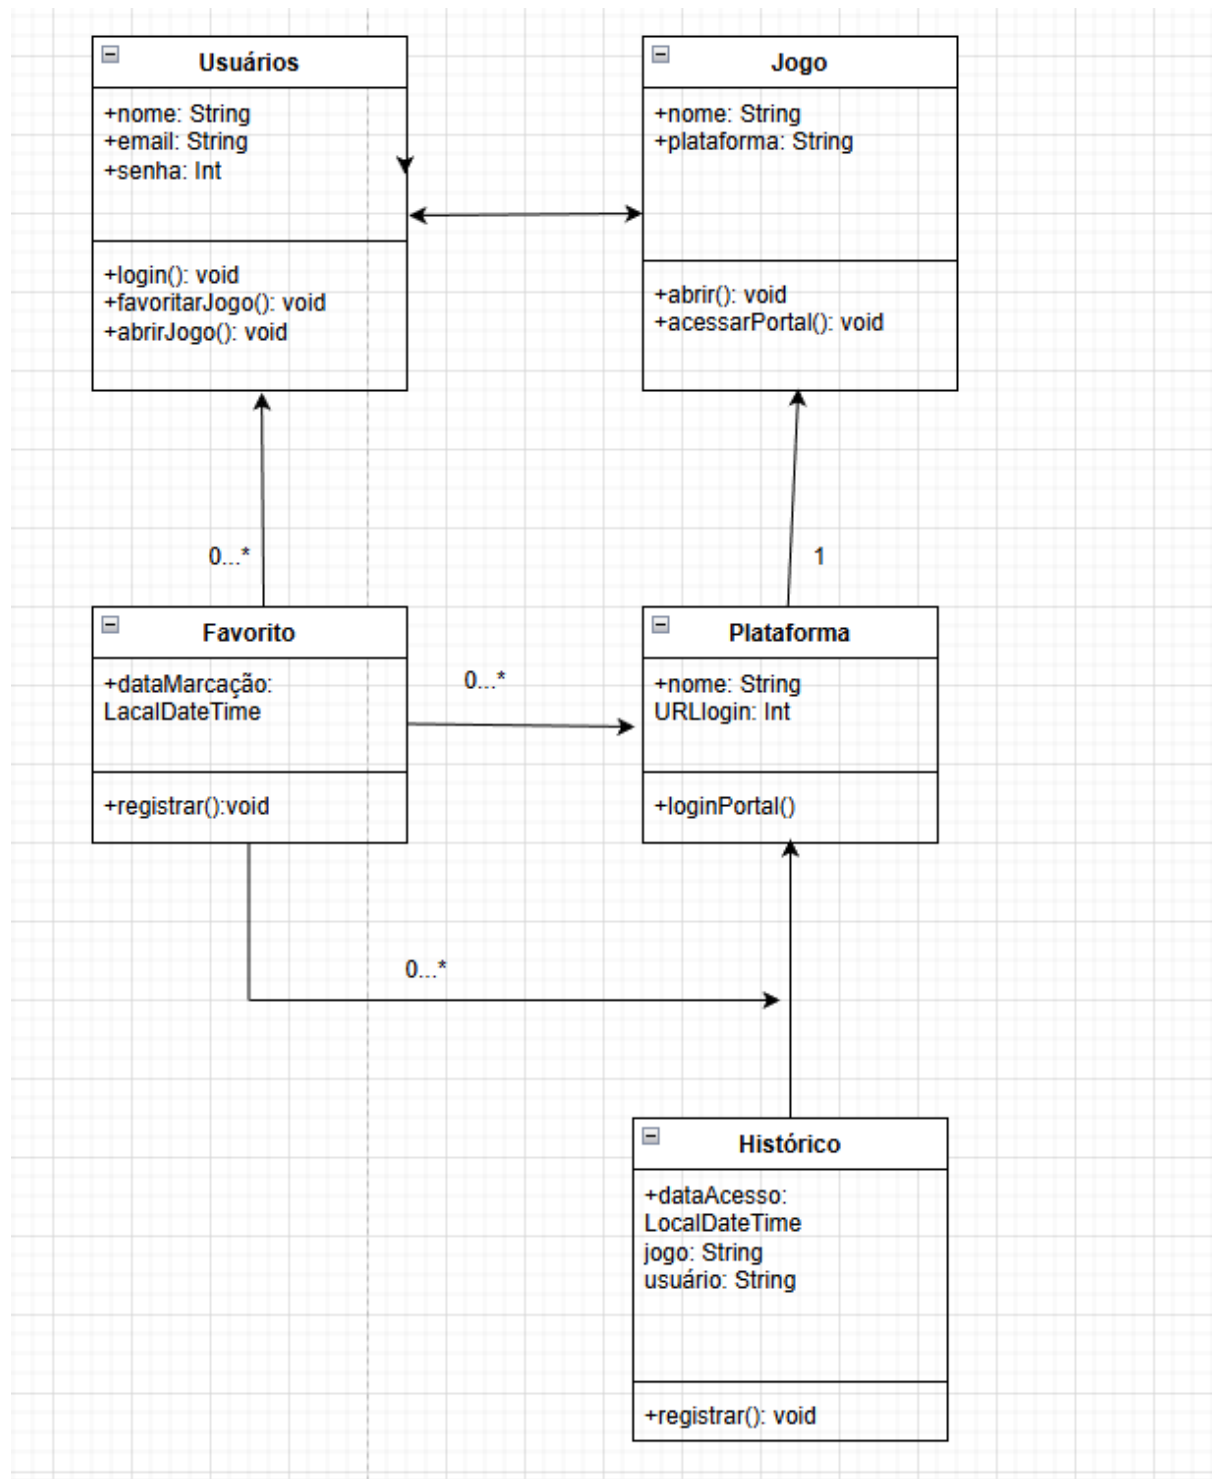 Usuários
+nome: String
+email: String
+senha: Int
+login(): void
+favoritarJogo(): void
+abrirJogo(): void
Jogo
+nome: String
+plataforma: String
+abrir(): void
+acessarPortal(): void
0...*
1
Favorito
+dataMarcação:
LacalDateTime
+registrar():void
0...*
Plataforma
+nome: String
URLlogin: Int
+loginPortal()
0...*
Histórico
+dataAcesso:
LocalDateTime
jogo: String
usuário: String
+registrar(): void